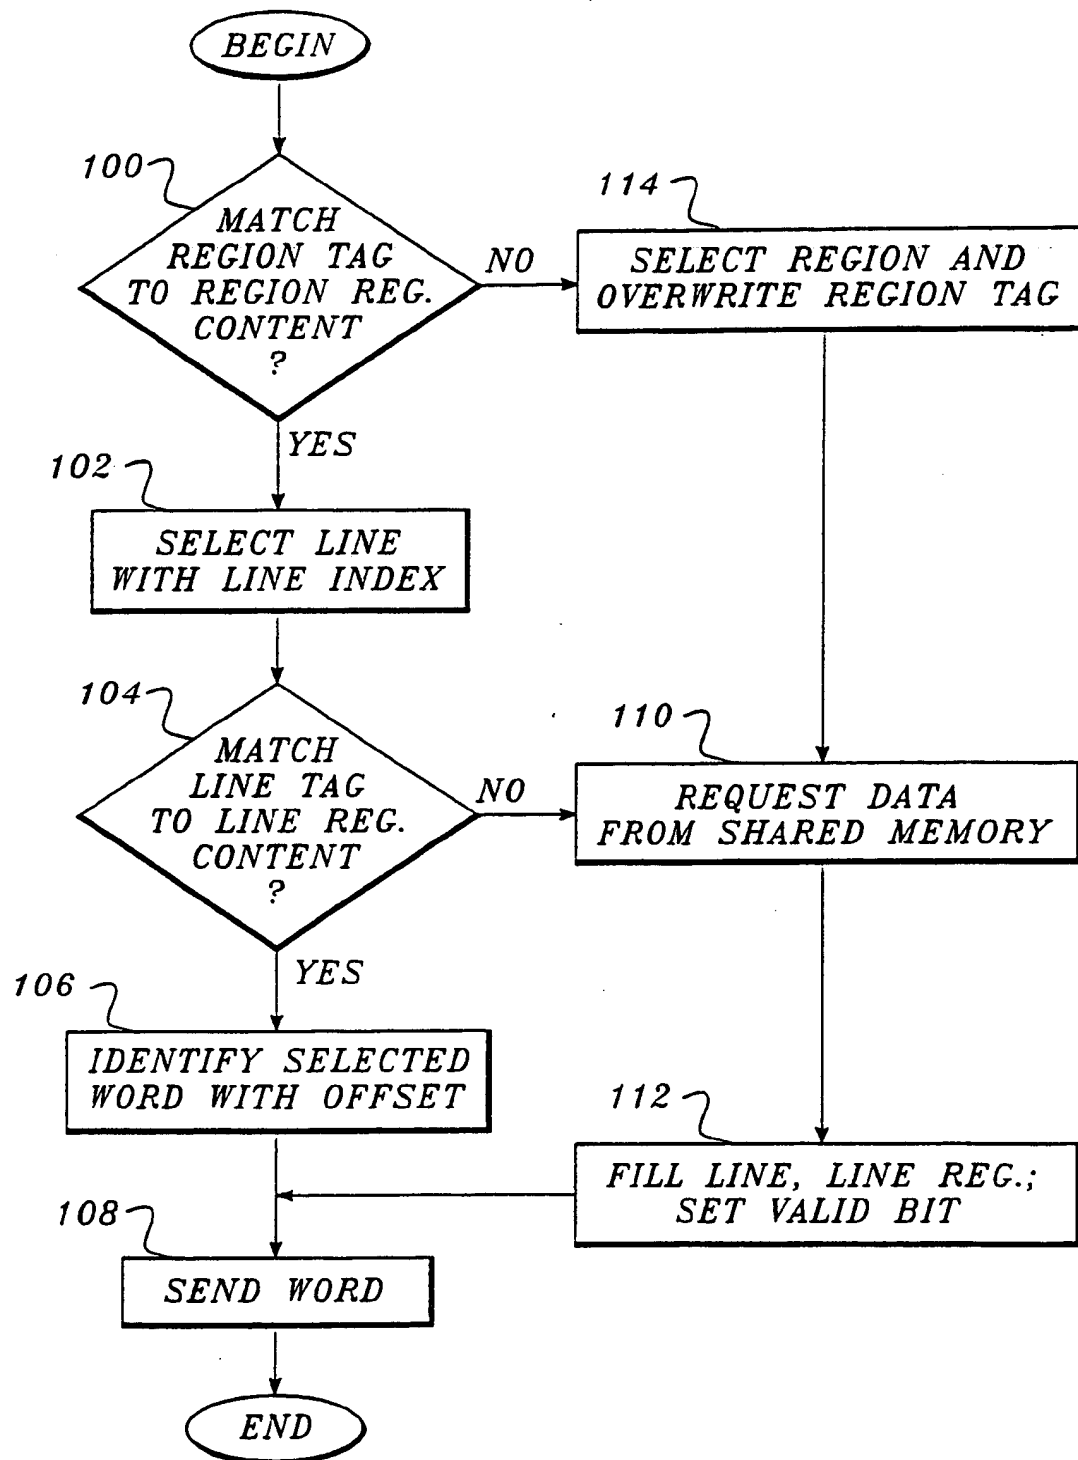 BEGIN
100
MATCH
REGION TAG
TO REGION REG.
CONTENT
?
NO
114
SELECT REGION AND
OVERWRITE REGION TAG
YES
102
SELECT LINE
WITH LINE INDEX
104
MATCH
LINE TAG
TO LINE REG.
CONTENT
?
NO
110
REQUEST DATA
FROM SHARED MEMORY
YES
106
IDENTIFY SELECTED
WORD WITH OFFSET
112
FILL LINE, LINE REG.;
SET VALID BIT
108
SEND WORD
END